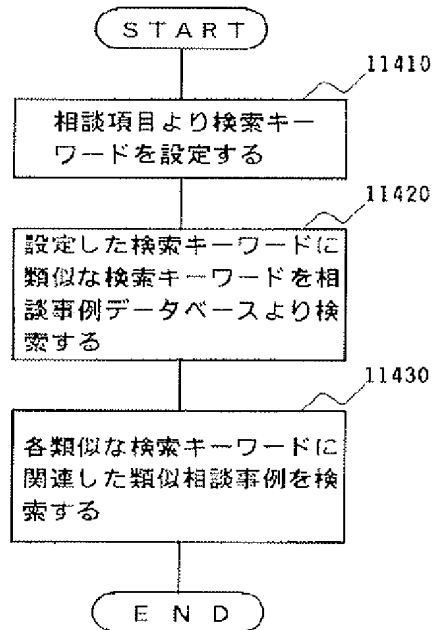 START
11410
相談項目より検索キー
ワードを設定する
11420
設定した検索キーワードに
類似な検索キーワードを相
談事例データベースより検
索する
11430
各類似な検索キーワードに
関連した類似相談事例を検
索する
END